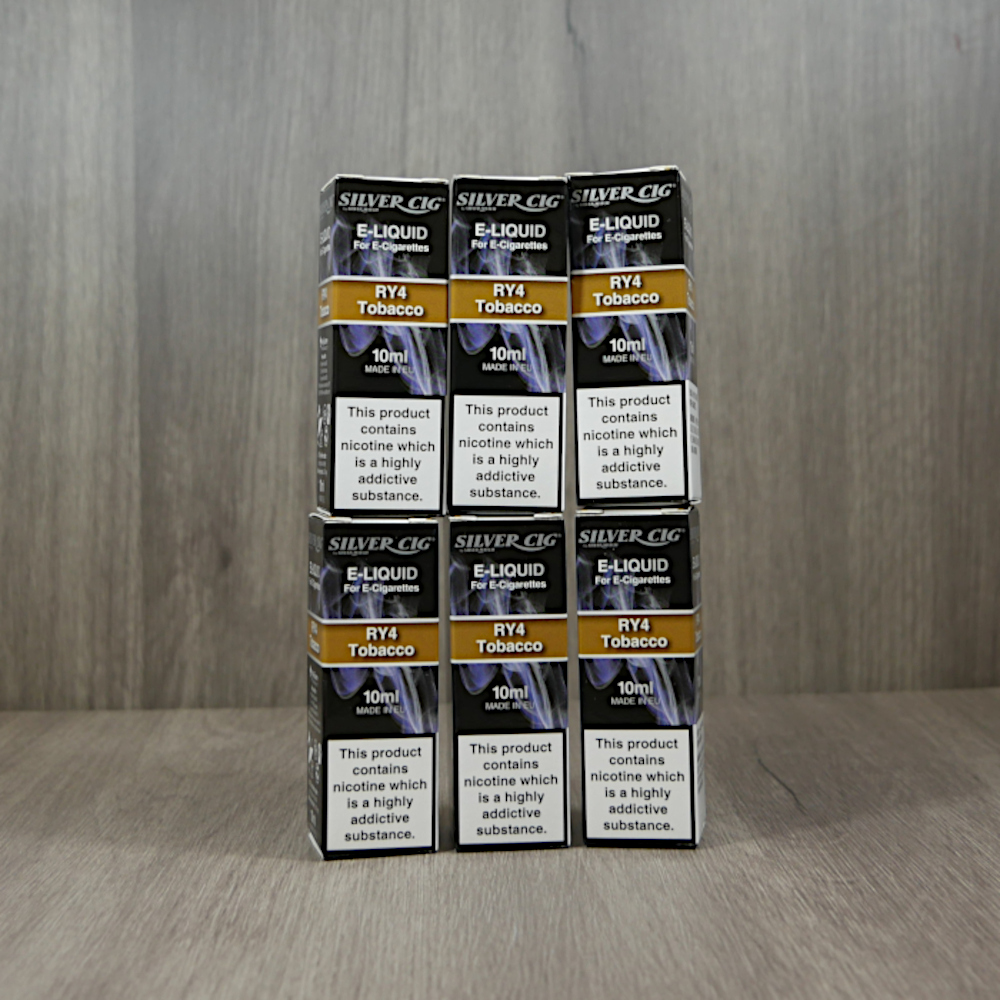 SILVER CIG
E-LIQUID
For E-Cigarettes
RY4
Tobacco
10ml
MADE IN EU
This product
contains
nicotine which
is a highly
addictive
substance.
SILVER CIG
E-LIQUID
For E-Cigarettes
RY4
Tobacco
10ml
MADE IN EU
This product
contains
nicotine which
is a highly
addictive
substance.
SILVER CIG
E-LIQUID
For E-Cigarettes
RY4
Tobacco
10ml
MADE IN EU
This product
contains
nicotine which
is a highly
addictive
substance.
SILVER CIG
E-LIQUID
For E-Cigarettes
RY4
Tobacco
10ml
MADE IN EU
This product
contains
nicotine which
is a highly
addictive
substance.
SILVER CIG
E-LIQUID
For E-Cigarettes
RY4
Tobacco
10ml
MADE IN EU
This product
contains
nicotine which
is a highly
addictive
substance.
SILVER CIG
E-LIQUID
For E-Cigarettes
RY4
Tobacco
10ml
MADE IN EU
This product
contains
nicotine which
is a highly
addictive
substance.